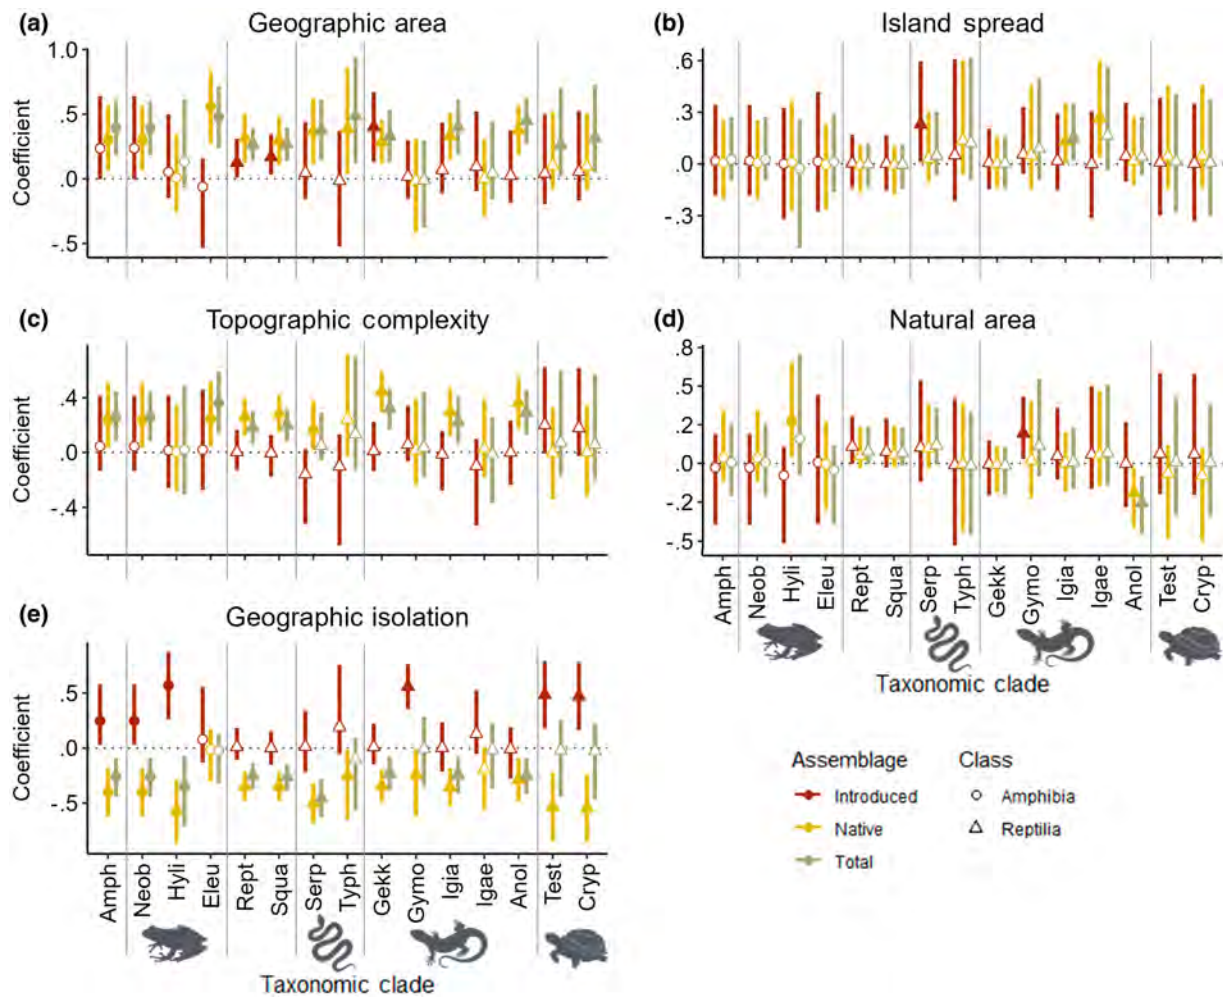 (a) Geographic area
1.0
.5
.0
-.5
Coefficient
(b) Island spread
.6
.3
.0
-.3
(c) Topographic complexity
.4
.0
-.4
Coefficient
(d) Natural area
.8
.5
.2
.0
-.2
-.5
Amph Neob Hyli Eleu Rept Squa Serp Typh Gekk Gymo Igia Igae Anol Test Cryp
Taxonomic clade
(e) Geographic isolation
.5
.0
-.5
Coefficient
Amph Neob Hyli Eleu Rept Squa Serp Typh Gekk Gymo Igia Igae Anol Test Cryp
Taxonomic clade
Assemblage
Introduced
Native
Total
Class
Amphibia
Reptilia